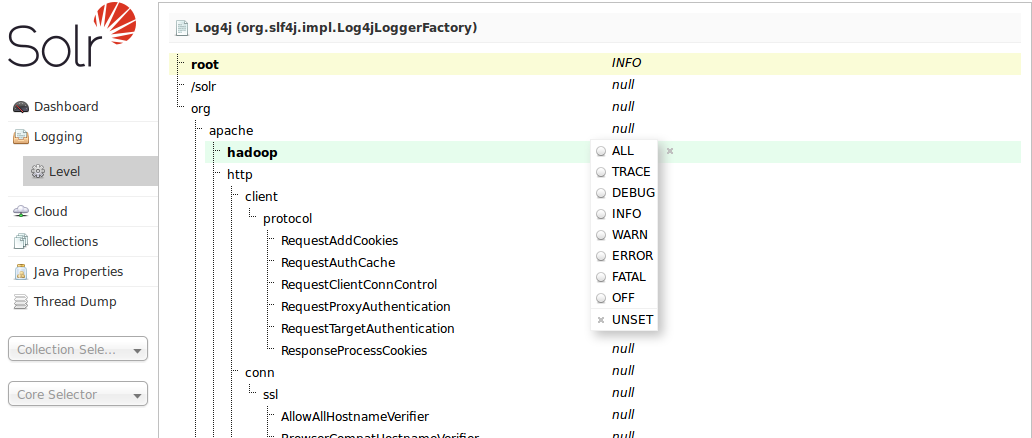 Solr
Dashboard
Logging
Level
Cloud
Collections
Java Properties
Thread Dump
Collection Sele...
Core Selector
Log4j (org.slf4j.impl.Log4jLoggerFactory)
root INFO
/solr null
org null
apache null
hadoop
http
client
protocol
RequestAddCookies
RequestAuthCache
RequestClientConnControl
RequestProxyAuthentication
RequestTargetAuthentication
ResponseProcessCookies null
conn null
ssl null
AllowAllHostnameVerifier null
BrowserCompatHostnameVerifier null
ALL
TRACE
DEBUG
INFO
WARN
ERROR
FATAL
OFF
UNSET